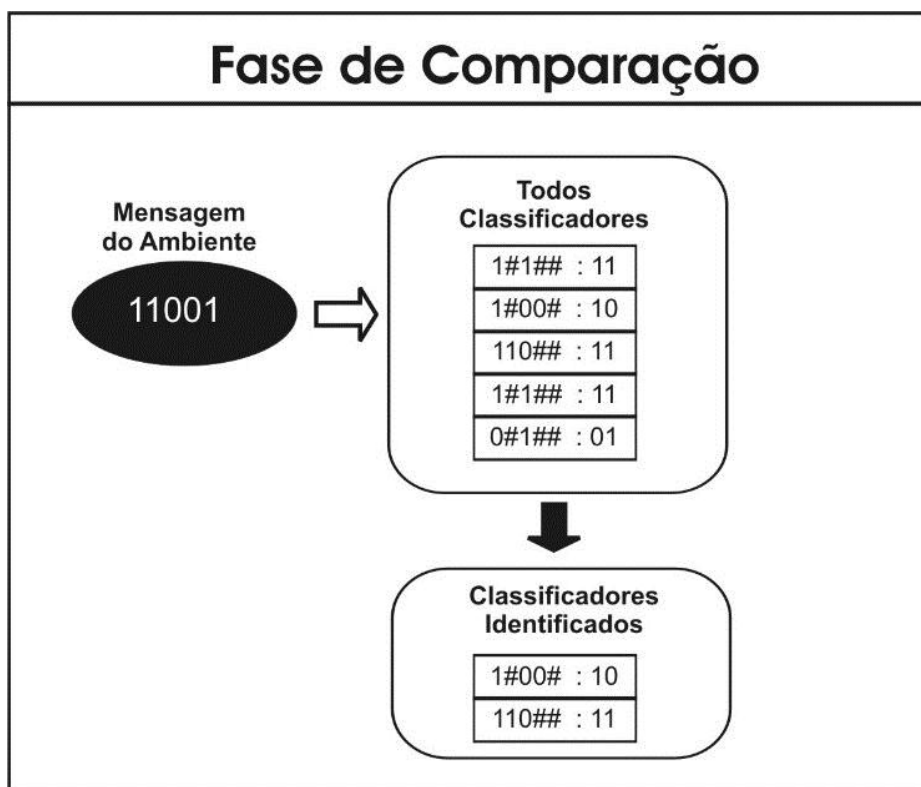 Fase de Comparação
Mensagem
do Ambiente
11001
Todos
Classificadores
1#1## : 11
1#00# : 10
110## : 11
1#1## : 11
0#1## : 01
Classificadores
Identificados
1#00# : 10
110## : 11